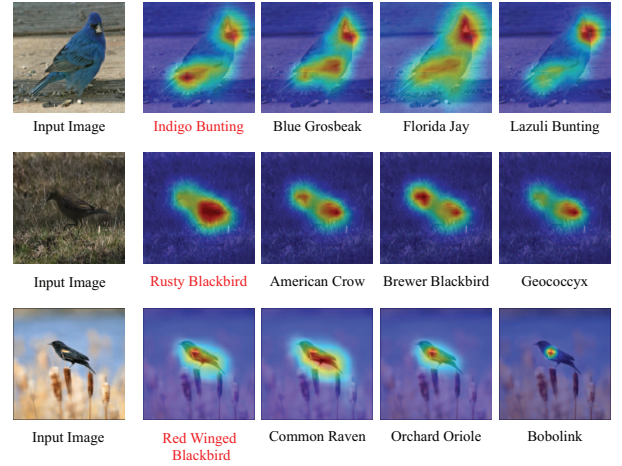 Input Image Indigo Bunting Blue Grosbeak Florida Jay Lazuli Bunting
Input Image Rusty Blackbird American Crow Brewer Blackbird Geococcyx
Input Image Red Winged Blackbird Common Raven Orchard Oriole Bobolink